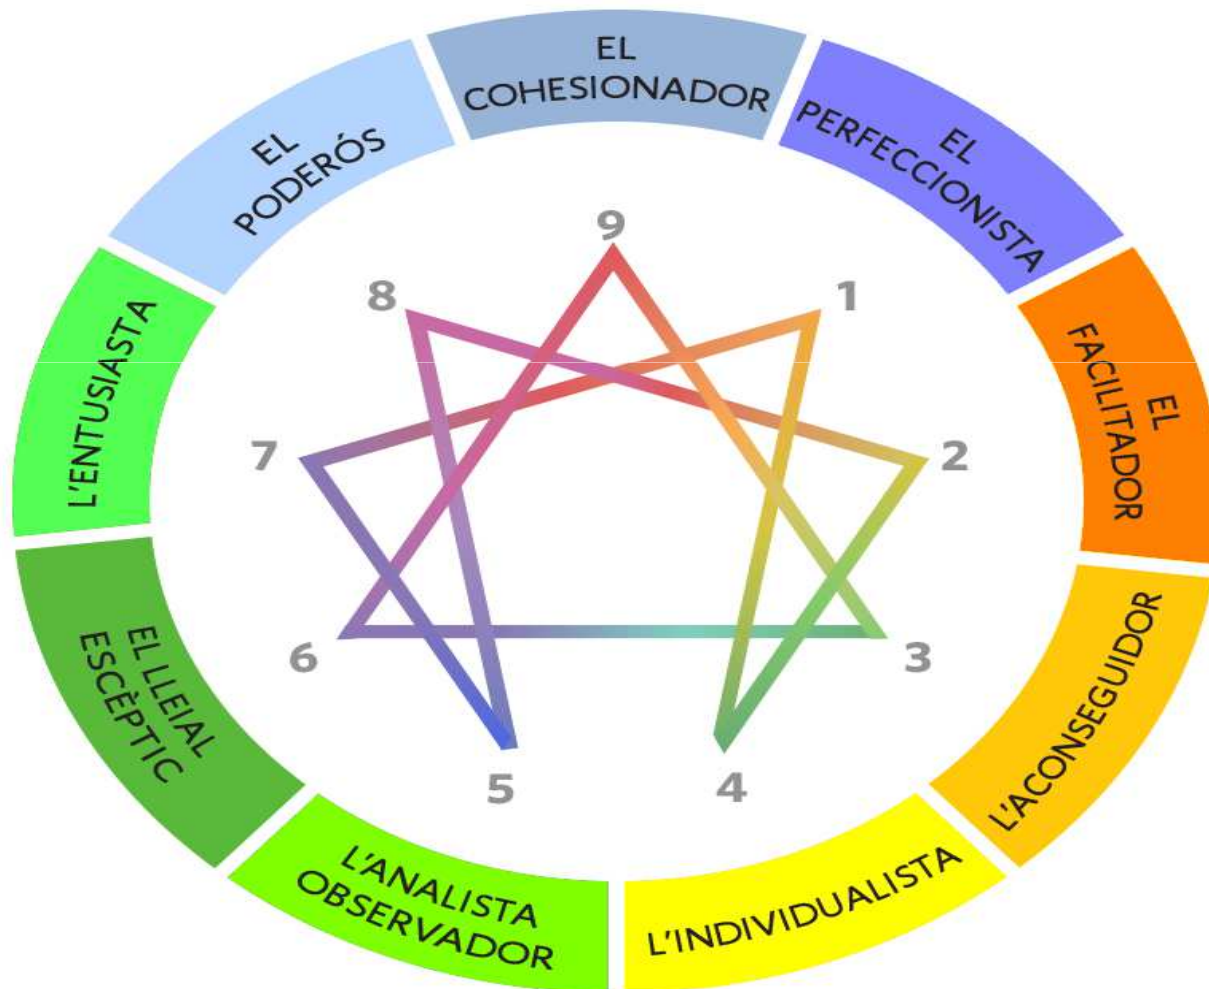 EL
COHESIONADOR
EL
PERFECCIONISTA
EL
FACILITADOR
L'ACONSEGUIDOR
L'INDIVIDUALISTA
L'ANALISTA
OBSERVADOR
EL LLEIAL
ESCÈPTIC
L'ENTUSIASTA
EL
PODERÓS
9
1
2
3
4
5
6
7
8